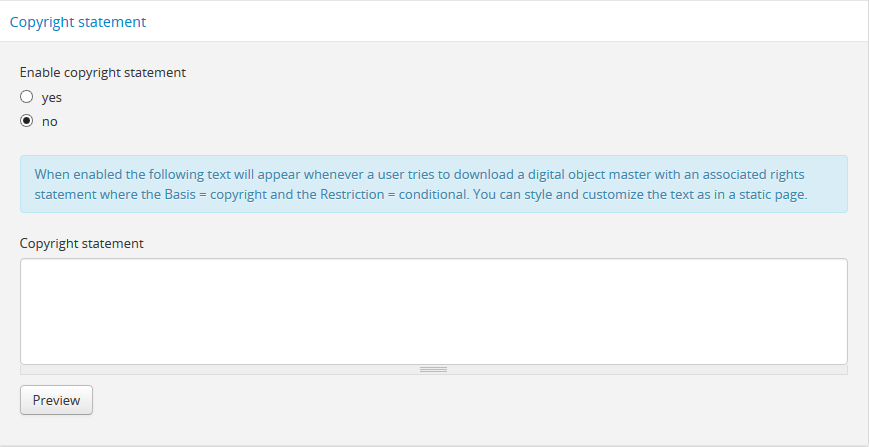 Copyright statement
Enable copyright statement
yes
no
When enabled the following text will appear whenever a user tries to download a digital object master with an associated rights
statement where the Basis = copyright and the Restriction = conditional. You can style and customize the text as in a static page.
Copyright statement
Preview